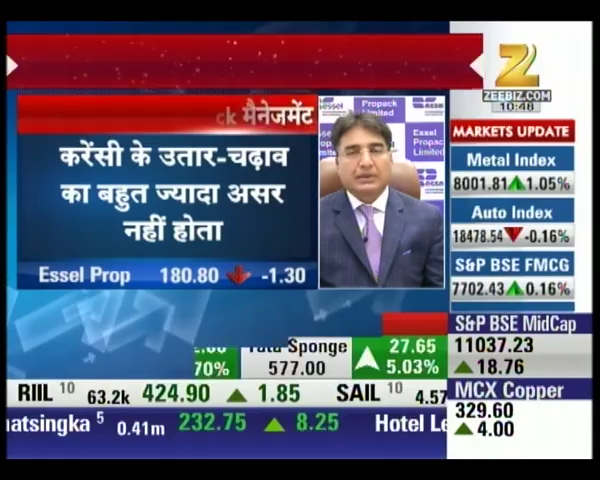 ZEEBIZ.COM
10:48
ck मैनेजमेंट
करेंसी के उतार-चढ़ाव
का बहुत ज्यादा असर
नहीं होता
Essel Prop 180.80 -1.30
Propack
Limited
Essel
Propack
Limited
MARKETS UPDATE
Metal Index
8001.81 1.05%
Auto Index
18478.54 -0.16%
S&P BSE FMCG
7702.43 0.16%
S&P BSE MidCap
11037.23
18.76
MCX Copper
329.60
4.00
70%
Tata Sponge
577.00
27.65
5.03%
RIIL 10 63.2k 424.90 1.85 SAIL 10 4.57
atsingka 5 0.41m 232.75 8.25 Hotel Le